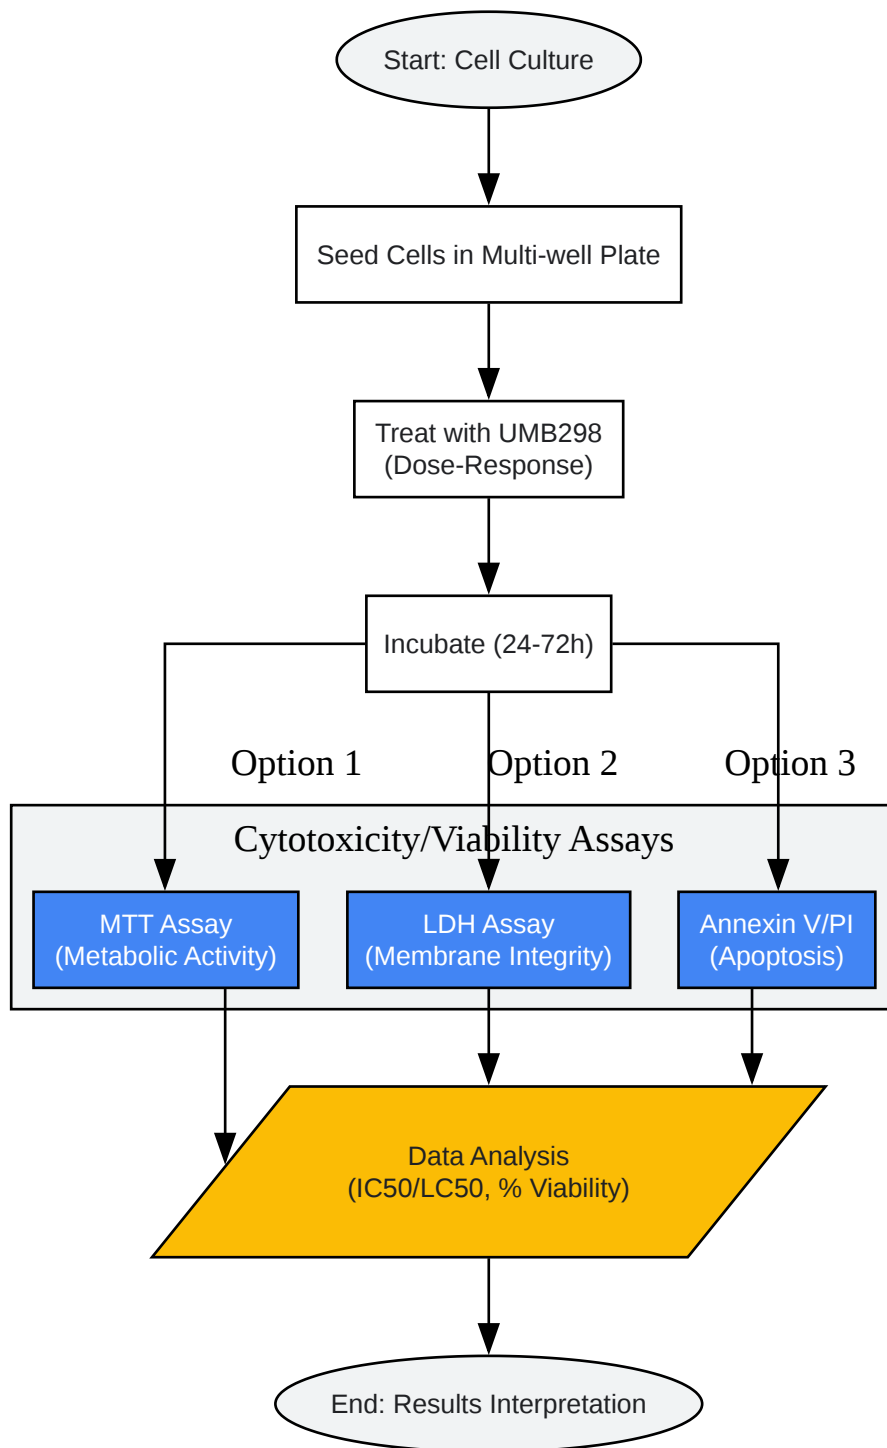 Start: Cell Culture
Seed Cells in Multi-well Plate
Treat with UMB298
(Dose-Response)
Incubate (24-72h)
Option 1
Option 2
Option 3
Cytotoxicity/Viability Assays
MTT Assay
(Metabolic Activity)
LDH Assay
(Membrane Integrity)
Annexin V/PI
(Apoptosis)
Data Analysis
(IC50/LC50, % Viability)
End: Results Interpretation